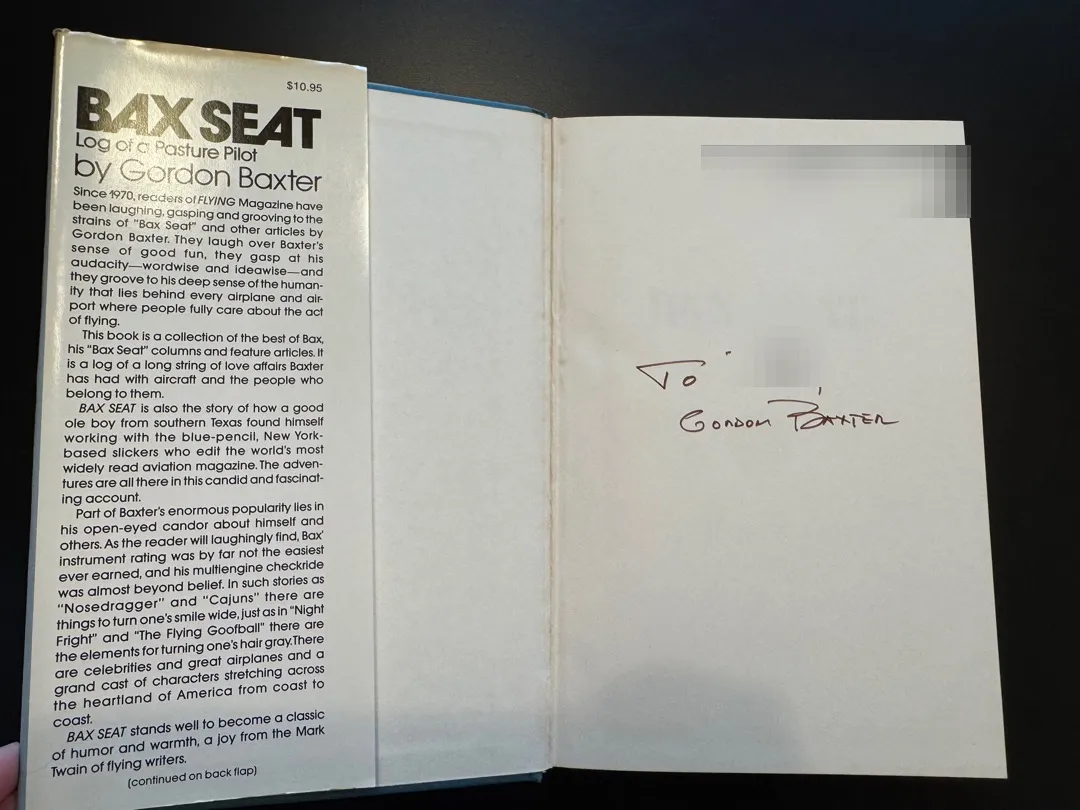 $10.95
BAX SEAT
Log of a Pasture Pilot
by Gordon Baxter
Since 1970, readers of FLYING Magazine have
been laughing, gasping and grooving to the
strains of "Bax Seat" and other articles by
Gordon Baxter. They laugh over Baxter's
sense of good fun, they gasp at his
audacity—wordwise and ideawise—and
they groove to his deep sense of the human-
ity that lies behind every airplane and air-
port where people fully care about the act
of flying.
This book is a collection of the best of Bax,
his "Bax Seat" columns and feature articles. It
is a log of a long string of love affairs Baxter
has had with aircraft and the people who
belong to them.
BAX SEAT is also the story of how a good
ole boy from southern Texas found himself
working with the blue-pencil, New York-
based slickers who edit the world's most
widely read aviation magazine. The adven-
tures are all there in this candid and fascinat-
ing account.
Part of Baxter's enormous popularity lies in
his open-eyed candor about himself and
others. As the reader will laughingly find, Bax'
instrument rating was by far not the easiest
ever earned, and his multiengine checkride
was almost beyond belief. In such stories as
"Nosedragger" and "Cajuns" there are
things to turn one's smile wide, just as in "Night
Fright" and "The Flying Goofball" there are
the elements for turning one's hair gray. There
are celebrities and great airplanes and a
grand cast of characters stretching across
the heartland of America from coast to
coast.
BAX SEAT stands well to become a classic
of humor and warmth, a joy from the Mark
Twain of flying writers.
(continued on back flap)
To
Gordon Baxter